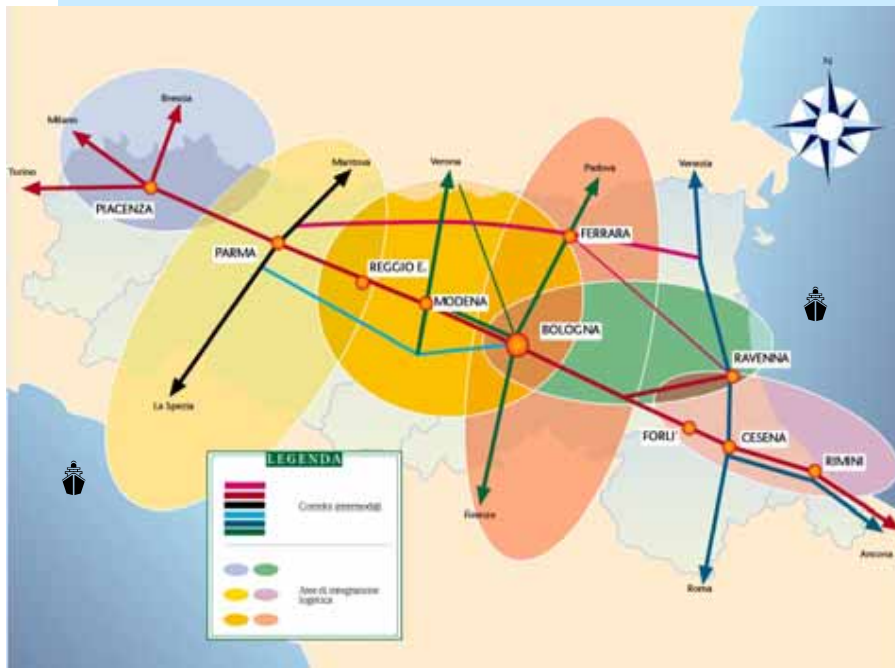 N
Brescia
Milano
Mantova
Verona
Padova
Venezia
Torino
PIACENZA
FERRARA
PARMA
REGGIO E.
MODENA
BOLOGNA
RAVENNA
La Spezia
FORLI'
CESENA
RIMINI
LEGENDA
Corridoi intermodali
Firenze
Ancona
Aree di integrazione
logistica
Roma